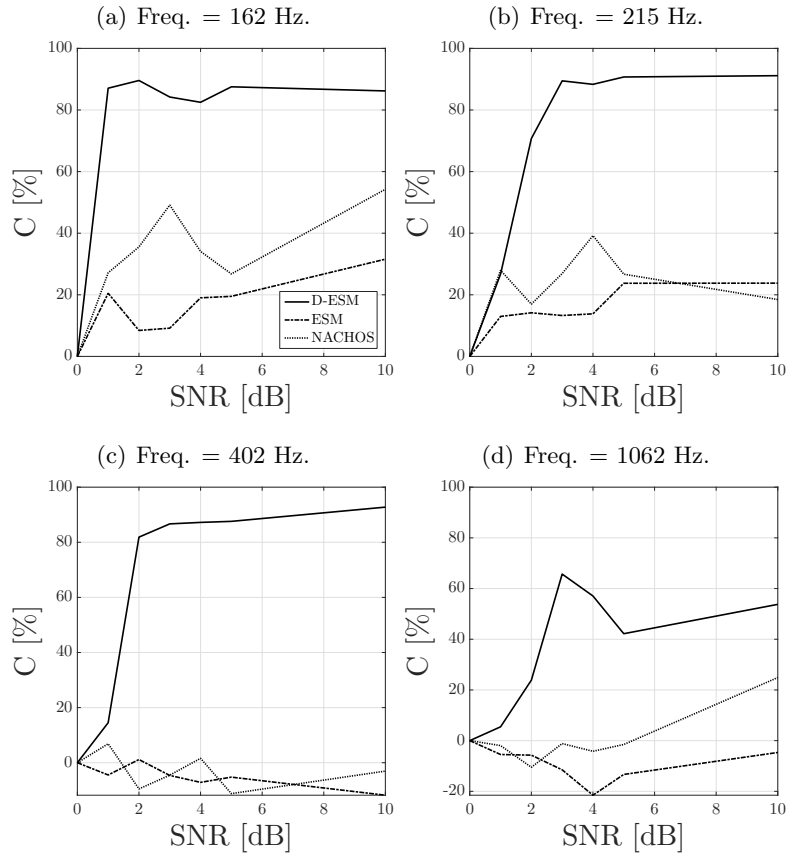 (a) Freq. = 162 Hz.
100
80
60
40
20
0
C [%]
0 2 4 6 8 10
SNR [dB]
D-ESM
ESM
NACHOS
(b) Freq. = 215 Hz.
100
80
60
40
20
0
C [%]
0 2 4 6 8 10
SNR [dB]
(c) Freq. = 402 Hz.
100
80
60
40
20
0
C [%]
0 2 4 6 8 10
SNR [dB]
(d) Freq. = 1062 Hz.
100
80
60
40
20
0
-20
C [%]
0 2 4 6 8 10
SNR [dB]